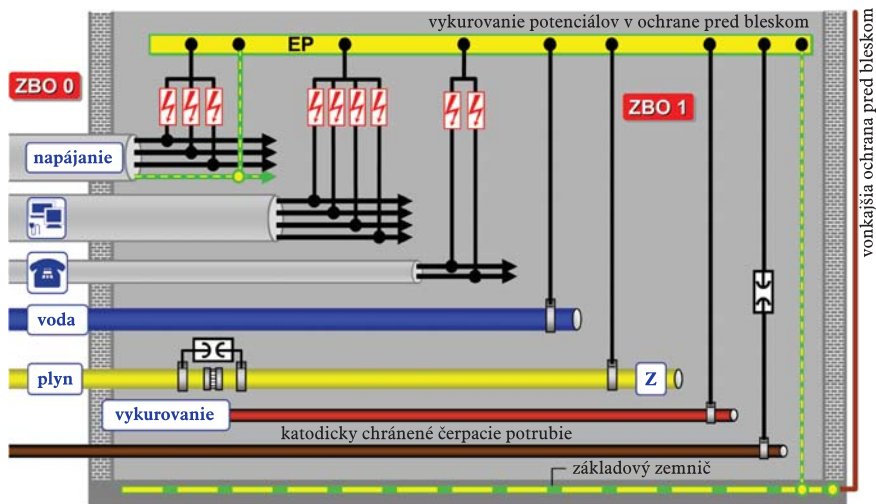 vykurovanie potenciálov v ochrane pred bleskom
EP
ZBO 0
ZBO 1
napájanie
voda
plyn
Z
vykurovanie
katodicky chránené čerpacie potrubie
základový zemnič
vonkajšia ochrana pred bleskom